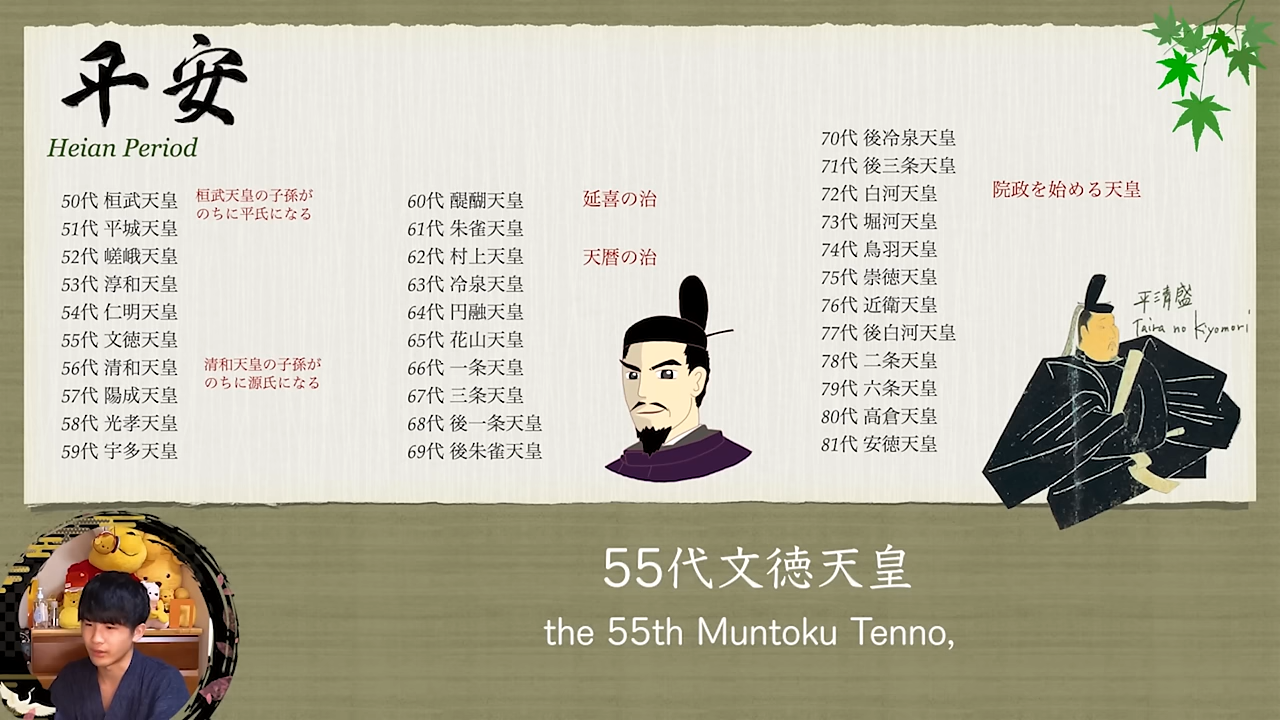 平安
Heian Period
50代 桓武天皇
桓武天皇の子孫が
のちに平氏になる
51代 平城天皇
52代 嵯峨天皇
53代 淳和天皇
54代 仁明天皇
55代 文徳天皇
56代 清和天皇
清和天皇の子孫が
のちに源氏になる
57代 陽成天皇
58代 光孝天皇
59代 宇多天皇
60代 醍醐天皇
延喜の治
61代 朱雀天皇
62代 村上天皇
天暦の治
63代 冷泉天皇
64代 円融天皇
65代 花山天皇
66代 一条天皇
67代 三条天皇
68代 後一条天皇
69代 後朱雀天皇
70代 後冷泉天皇
71代 後三条天皇
72代 白河天皇
院政を始める天皇
73代 堀河天皇
74代 鳥羽天皇
75代 崇徳天皇
76代 近衛天皇
77代 後白河天皇
78代 二条天皇
79代 六条天皇
80代 高倉天皇
81代 安徳天皇
平清盛
Taira no Kiyomori
55代文徳天皇
the 55th Muntoku Tenno,